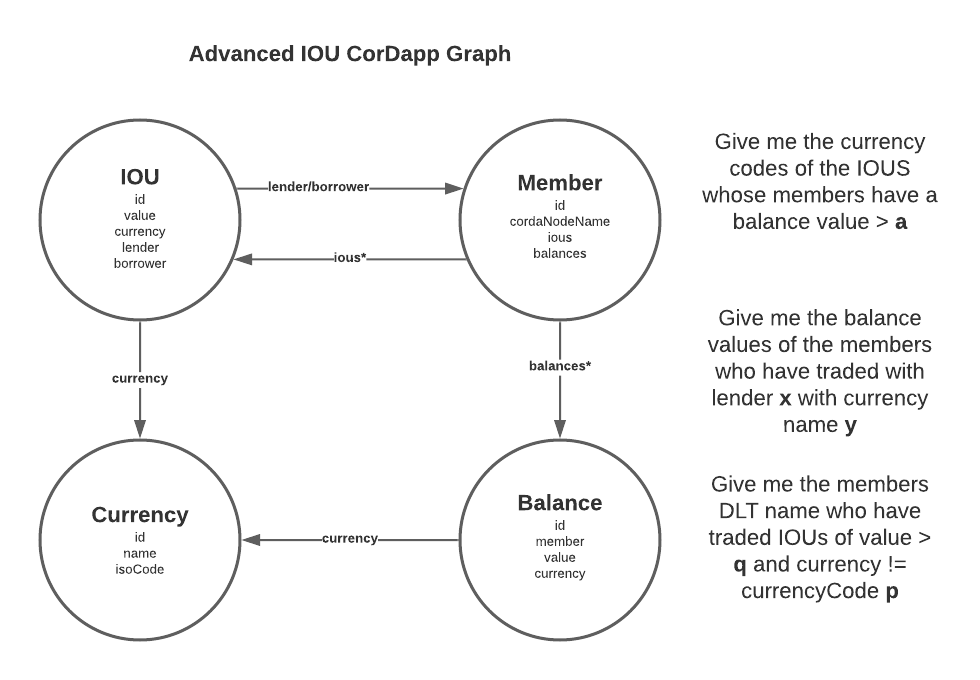 Advanced IOU CorDapp Graph
IOU
id
value
currency
lender
borrower
lender/borrower
Member
id
cordaNodeName
ious
balances
ious*
currency
balances*
Currency
id
name
isoCode
currency
Balance
id
member
value
currency
Give me the currency
codes of the IOUS
whose members have a
balance value > a
Give me the balance
values of the members
who have traded with
lender x with currency
name y
Give me the members
DLT name who have
traded IOUs of value >
q and currency !=
currencyCode p